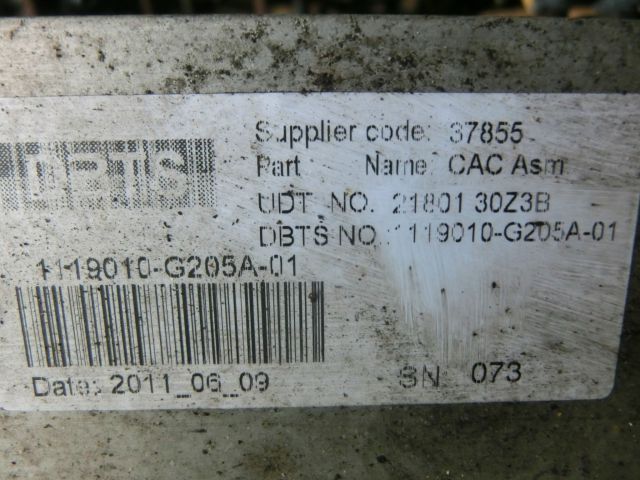 DBTS
Supplier code: 37855
Part Name: CAC Asm
UDT NO. 21801 30Z3B
DBTS NO. 1119010-G205A-01
1119010-G205A-01
Date: 2011_06_09
SN 073